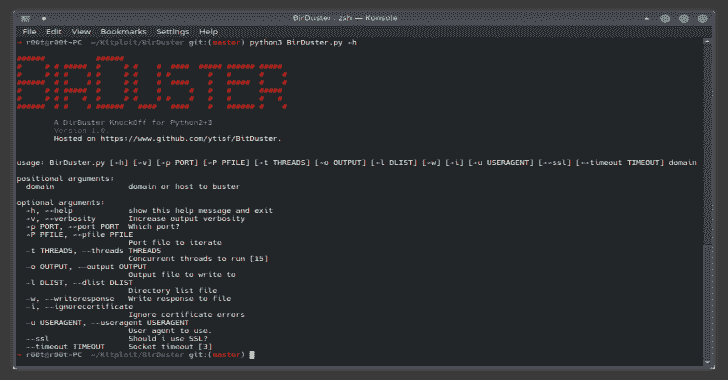 BirDuster : zsh — Konsole
File Edit View Bookmarks Settings Help
r00t@r00t-PC ~/Kitploit/BirDuster git:(master) python3 BirDuster.py -h
BIRDUSTER
A DirBuster KnockOff for Python2+3
Version 1.0.
Hosted on https://www.github.com/ytisf/BitDuster.
usage: BirDuster.py [-h] [-v] [-p PORT] [-P PFILE] [-t THREADS] [-o OUTPUT] [-l DLIST] [-w] [-i] [-u USERAGENT] [--ssl] [--timeout TIMEOUT] domain
positional arguments:
domain domain or host to buster
optional arguments:
-h, --help show this help message and exit
-v, --verbosity Increase output verbosity
-p PORT, --port PORT Which port?
-P PFILE, --pfile PFILE
Port file to iterate
-t THREADS, --threads THREADS
Concurrent threads to run [15]
-o OUTPUT, --output OUTPUT
Output file to write to
-l DLIST, --dlist DLIST
Directory list file
-w, --writeresponse Write response to file
-i, --ignorecertificate
Ignore certificate errors
-u USERAGENT, --useragent USERAGENT
User agent to use.
--ssl Should i use SSL?
--timeout TIMEOUT Socket timeout [3]
r00t@r00t-PC ~/Kitploit/BirDuster git:(master)